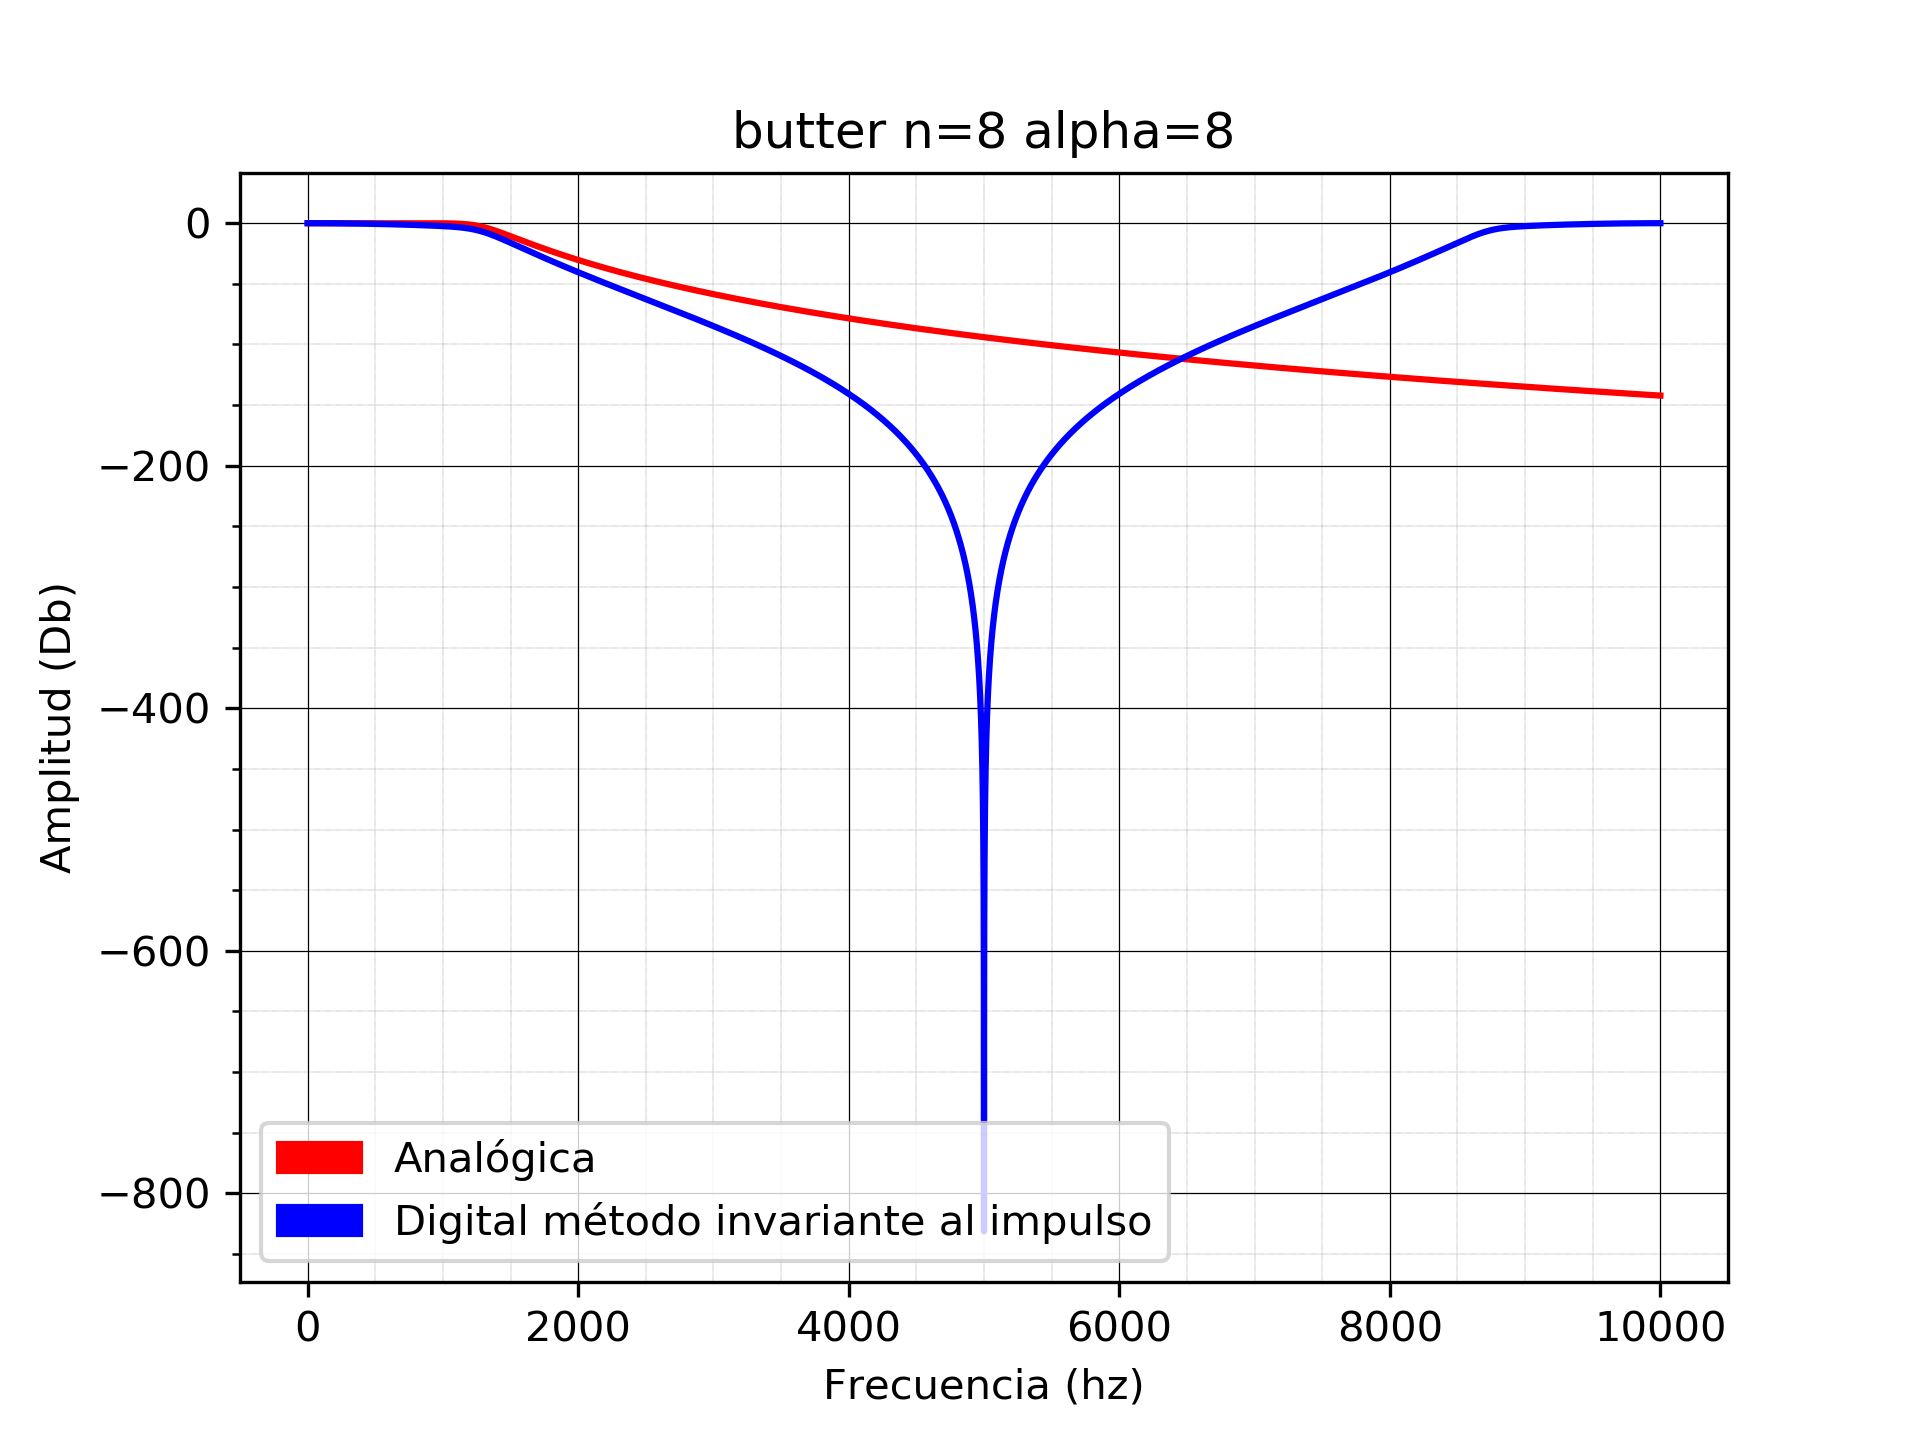 butter n=8 alpha=8
Amplitud (Db)
0
−200
−400
−600
−800
Analógica
Digital método invariante al impulso
0 2000 4000 6000 8000 10000
Frecuencia (hz)